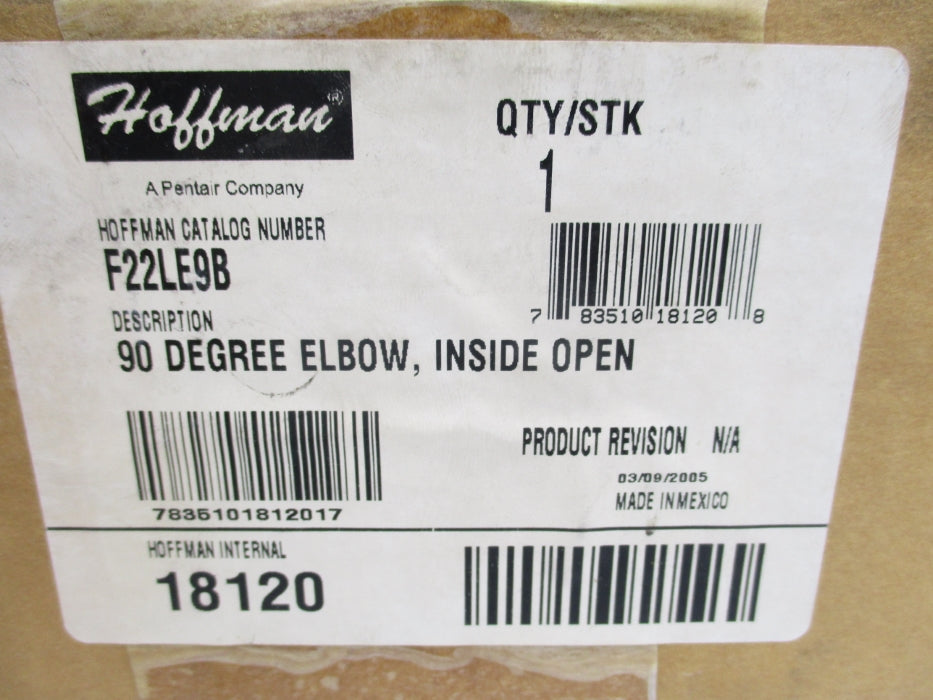 Hoffman®
A Pentair Company
QTY/STK
1
HOFFMAN CATALOG NUMBER
F22LE9B
7 83510 18120 8
DESCRIPTION
90 DEGREE ELBOW, INSIDE OPEN
7835101812017
PRODUCT REVISION N/A
03/09/2005
MADE IN MEXICO
HOFFMAN INTERNAL
18120